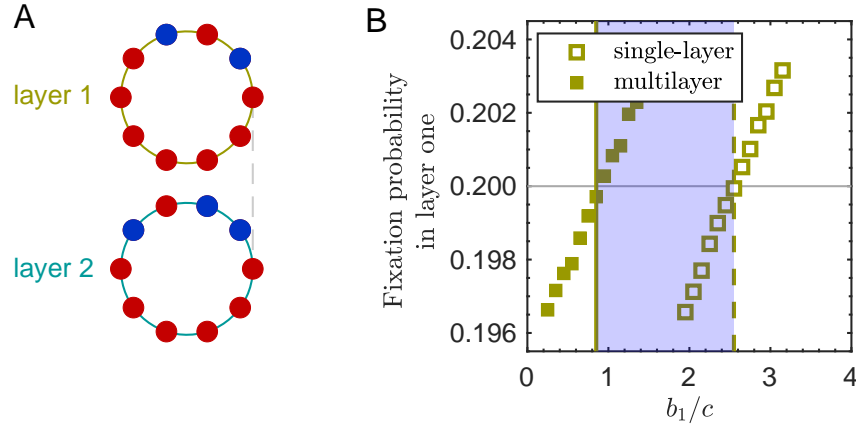 A
layer 1
layer 2
B
Fixation probability
in layer one
0.204
0.202
0.200
0.198
0.196
single-layer
multilayer
0 1 2 3 4
b₁/c